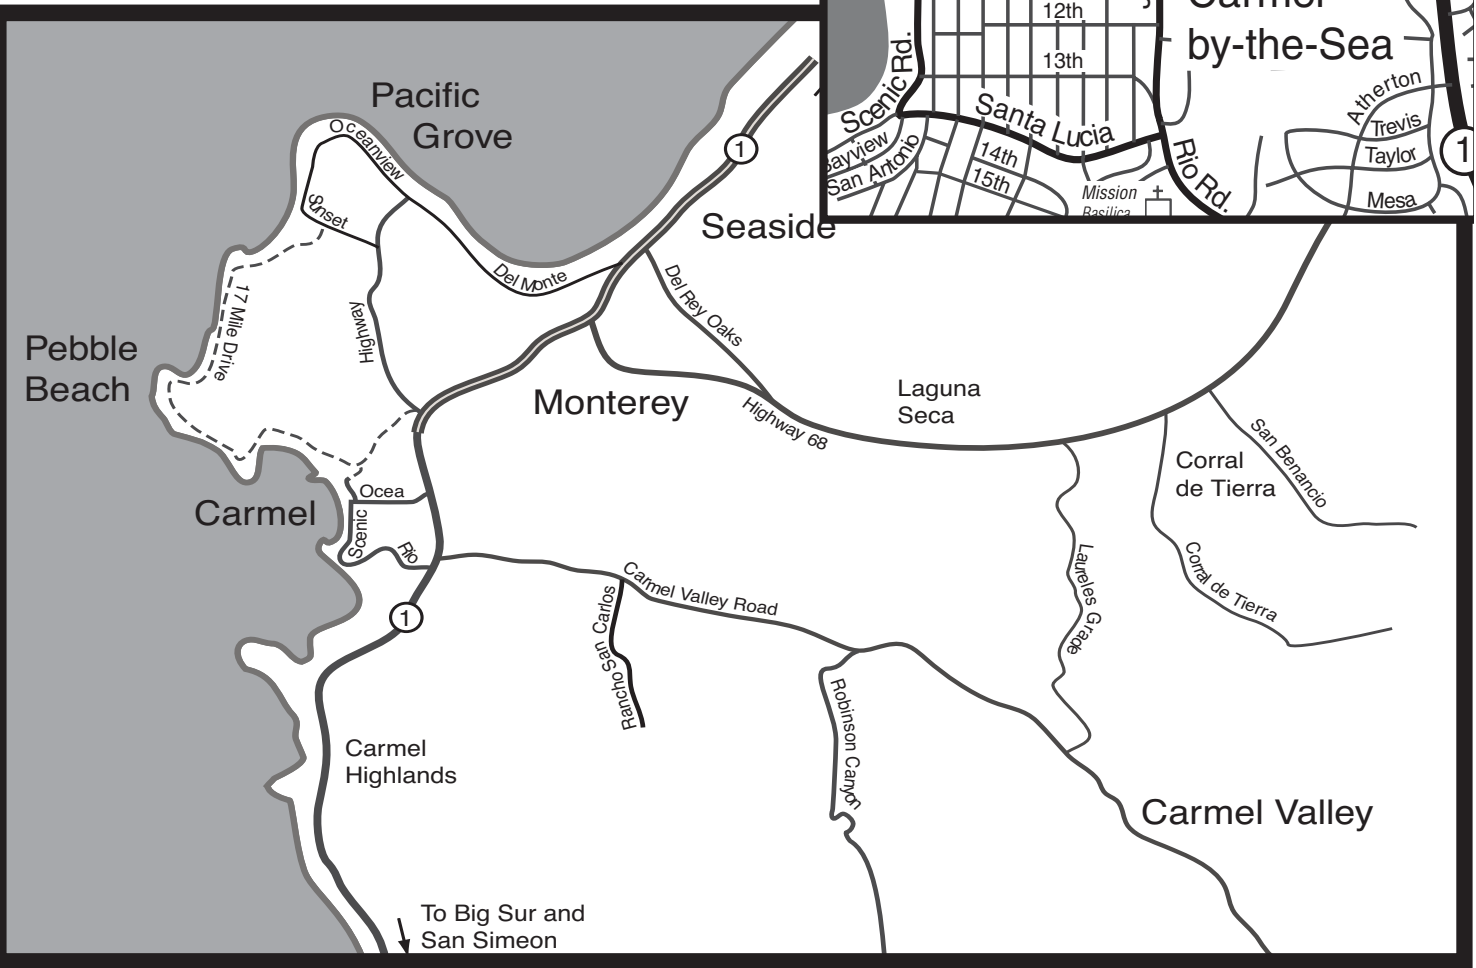 12th
Carmel
by-the-Sea
13th
Scenic Rd.
Santa Lucia
Atherton
Trevis
Taylor
1
Mesa
Bayview
San Antonio
14th
15th
Rio Rd.
Mission
Basilica
Pacific
Grove
Oceanview
1
Seaside
Sunset
Del Monte
Del Rey Oaks
17 Mile Drive
Highway
Pebble
Beach
Monterey
Highway 68
Laguna
Seca
Corral
de Tierra
San Benancio
Carmel
Ocea
Scenic
Rio
1
Carmel Valley Road
Rancho San Carlos
Laureles Grade
Corral de Tierra
Robinson Canyon
Carmel
Highlands
Carmel Valley
To Big Sur and
San Simeon